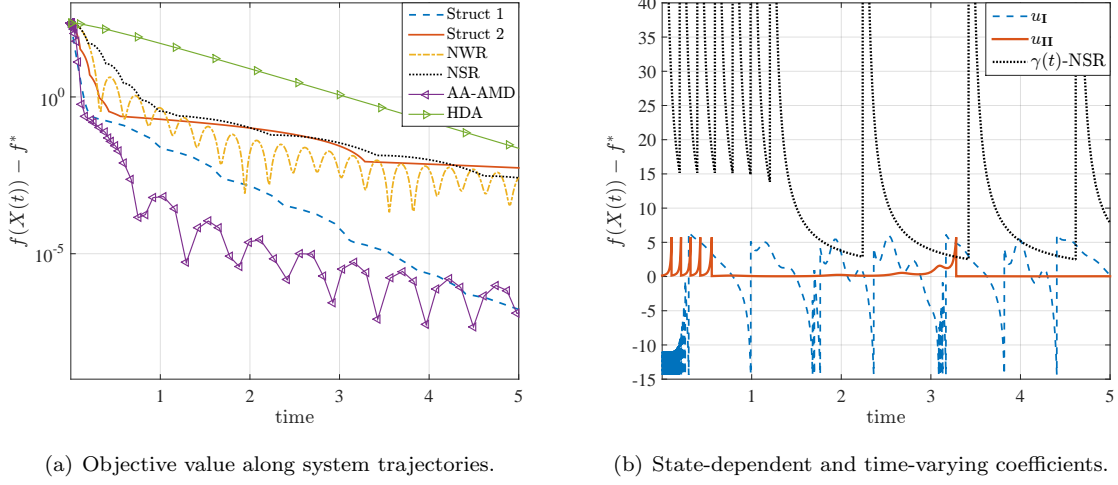 Struct 1
Struct 2
NWR
NSR
AA-AMD
HDA
10^0
10^-5
f(X(t)) − f*
1 2 3 4 5
time
(a) Objective value along system trajectories.
u_I
u_II
γ(t)-NSR
40
35
30
25
20
15
10
5
0
-5
-10
-15
f(X(t)) − f*
1 2 3 4 5
time
(b) State-dependent and time-varying coefficients.